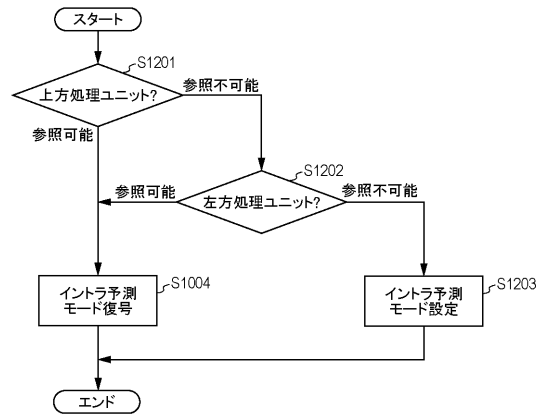 スタート
S1201
上方処理ユニット?
参照不可能
参照可能
S1202
参照可能
左方処理ユニット?
参照不可能
S1004
イントラ予測
モード復号
S1203
イントラ予測
モード設定
エンド